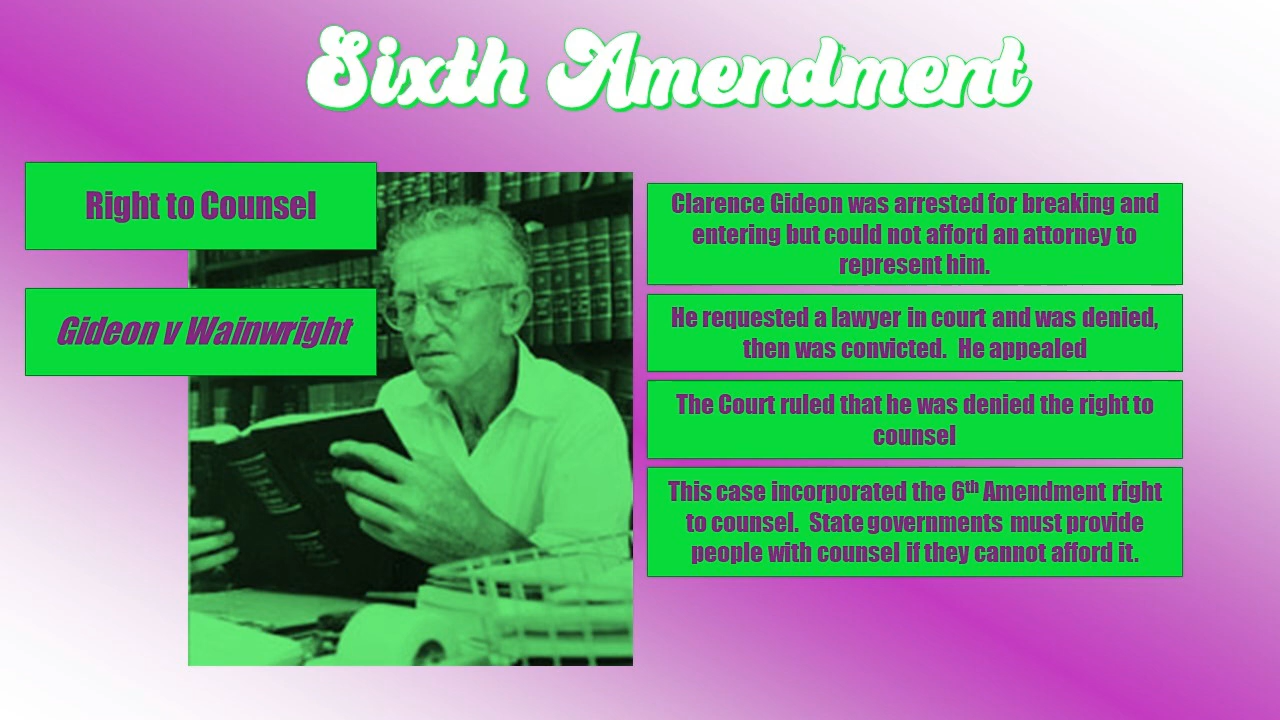 Sixth Amendment
Right to Counsel
Gideon v Wainwright
Clarence Gideon was arrested for breaking and
entering but could not afford an attorney to
represent him.
He requested a lawyer in court and was denied,
then was convicted.  He appealed
The Court ruled that he was denied the right to
counsel
This case incorporated the 6th Amendment right
to counsel.  State governments must provide
people with counsel if they cannot afford it.